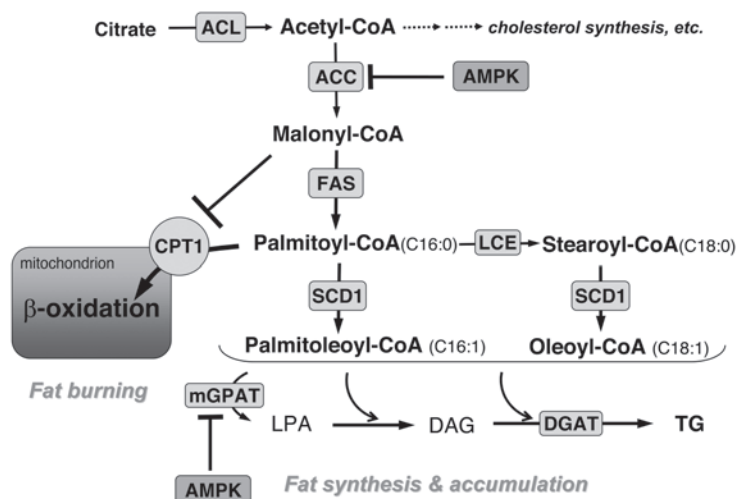 Citrate ACL Acetyl-CoA cholesterol synthesis, etc.
ACC AMPK
Malonyl-CoA
FAS
CPT1 Palmitoyl-CoA(C16:0) LCE Stearoyl-CoA(C18:0)
mitochondrion
β-oxidation
SCD1 SCD1
Palmitoleoyl-CoA (C16:1) Oleoyl-CoA (C18:1)
Fat burning
mGPAT
LPA DAG DGAT TG
AMPK Fat synthesis & accumulation